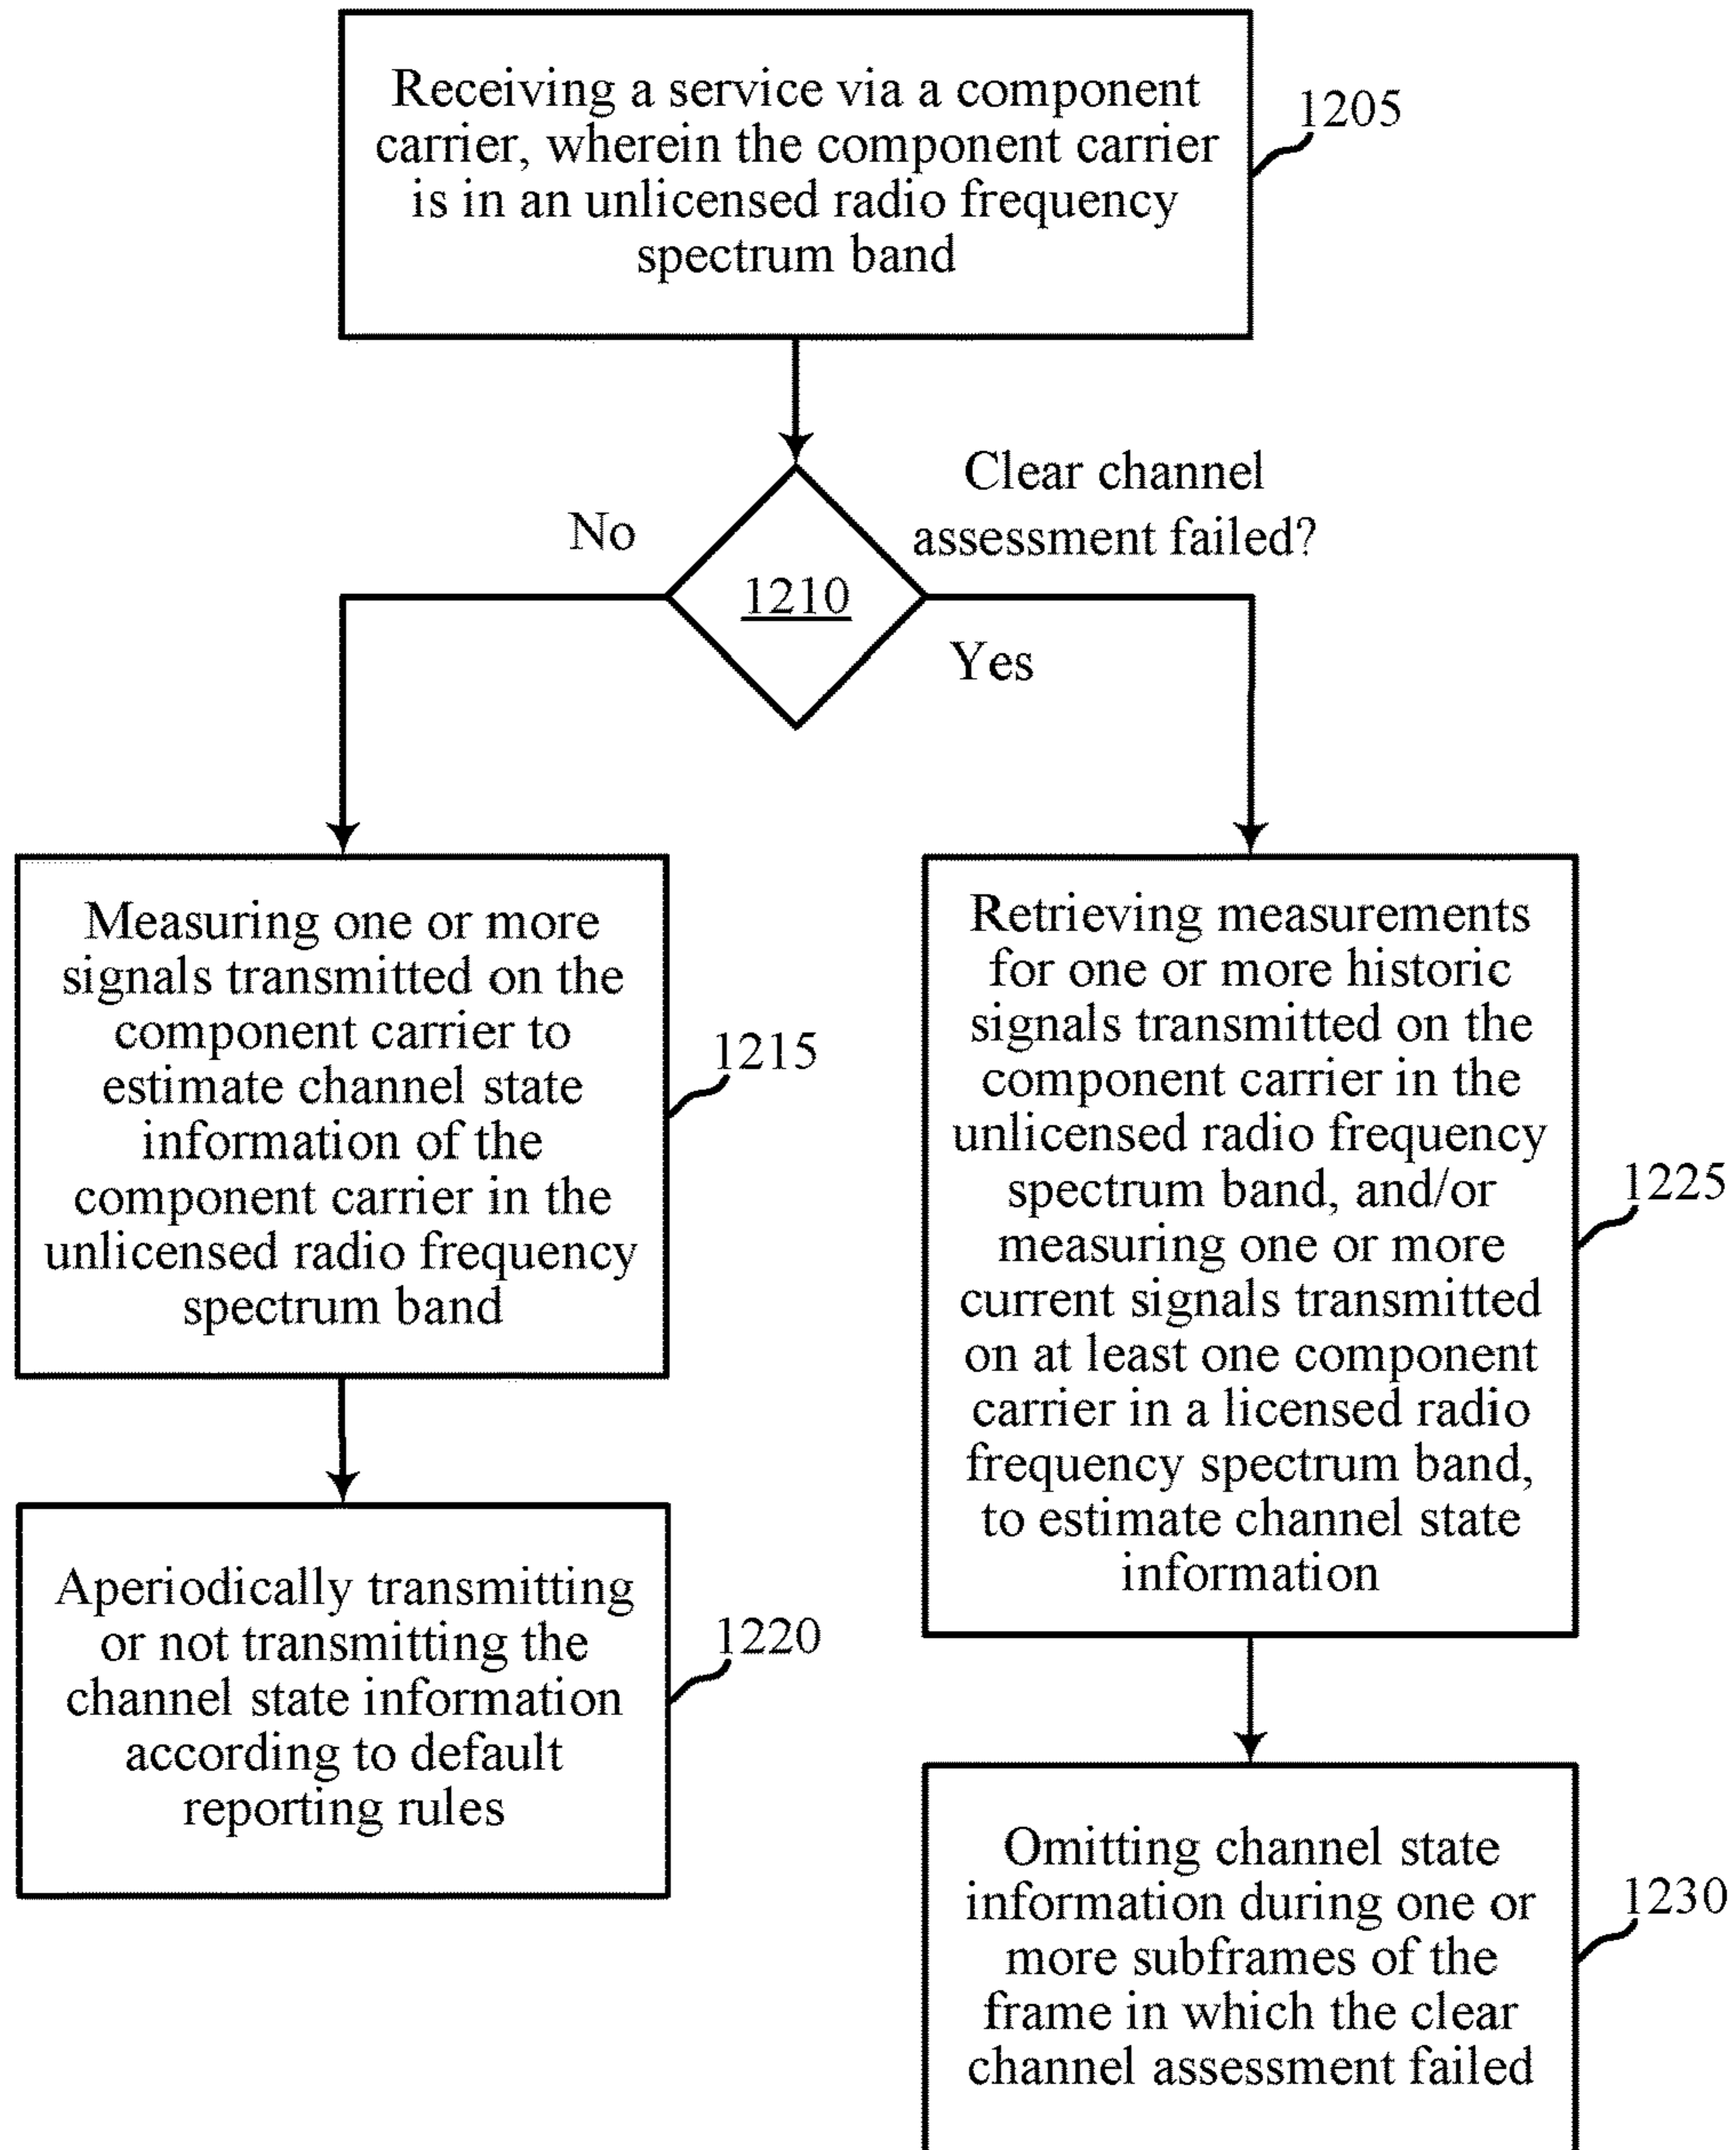 Receiving a service via a component
carrier, wherein the component carrier
is in an unlicensed radio frequency
spectrum band
1205
Clear channel
assessment failed?
No
1210
Yes
Measuring one or more
signals transmitted on the
component carrier to
estimate channel state
information of the
component carrier in the
unlicensed radio frequency
spectrum band
1215
Retrieving measurements
for one or more historic
signals transmitted on the
component carrier in the
unlicensed radio frequency
spectrum band, and/or
measuring one or more
current signals transmitted
on at least one component
carrier in a licensed radio
frequency spectrum band,
to estimate channel state
information
1225
Aperiodically transmitting
or not transmitting the
channel state information
according to default
reporting rules
1220
Omitting channel state
information during one or
more subframes of the
frame in which the clear
channel assessment failed
1230